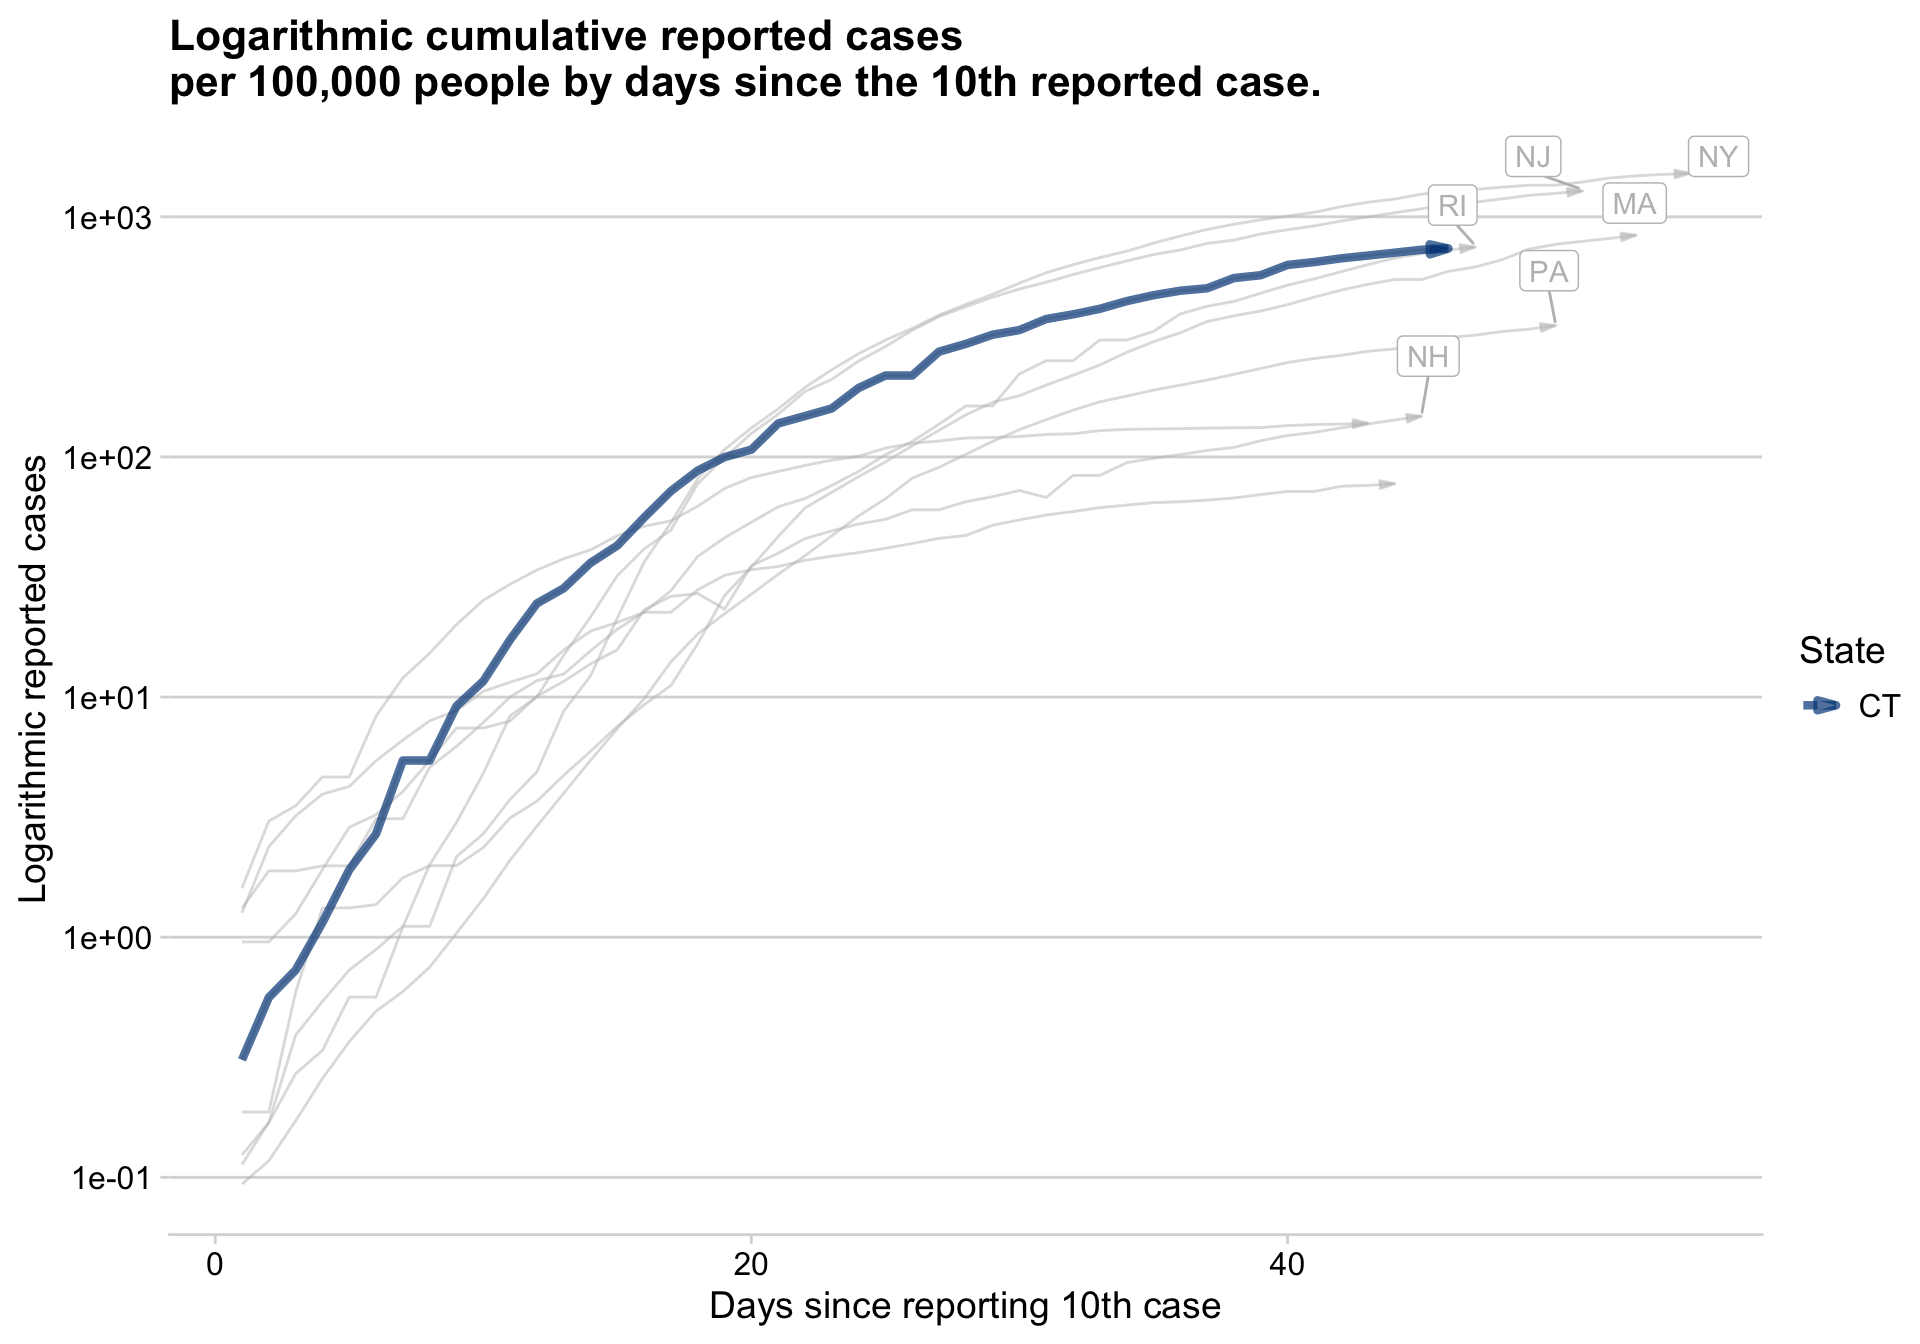 Logarithmic cumulative reported cases
per 100,000 people by days since the 10th reported case.
NJ
NY
RI
MA
PA
NH
1e+03
1e+02
1e+01
1e+00
1e-01
Logarithmic reported cases
0
20
40
Days since reporting 10th case
State
CT